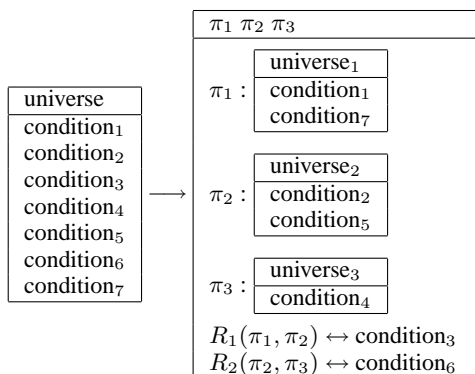 universe
condition₁
condition₂
condition₃
condition₄
condition₅
condition₆
condition₇
⟶
π₁ π₂ π₃
π₁ :
universe₁
condition₁
condition₇
π₂ :
universe₂
condition₂
condition₅
π₃ :
universe₃
condition₄
R₁(π₁, π₂) ↔ condition₃
R₂(π₂, π₃) ↔ condition₆